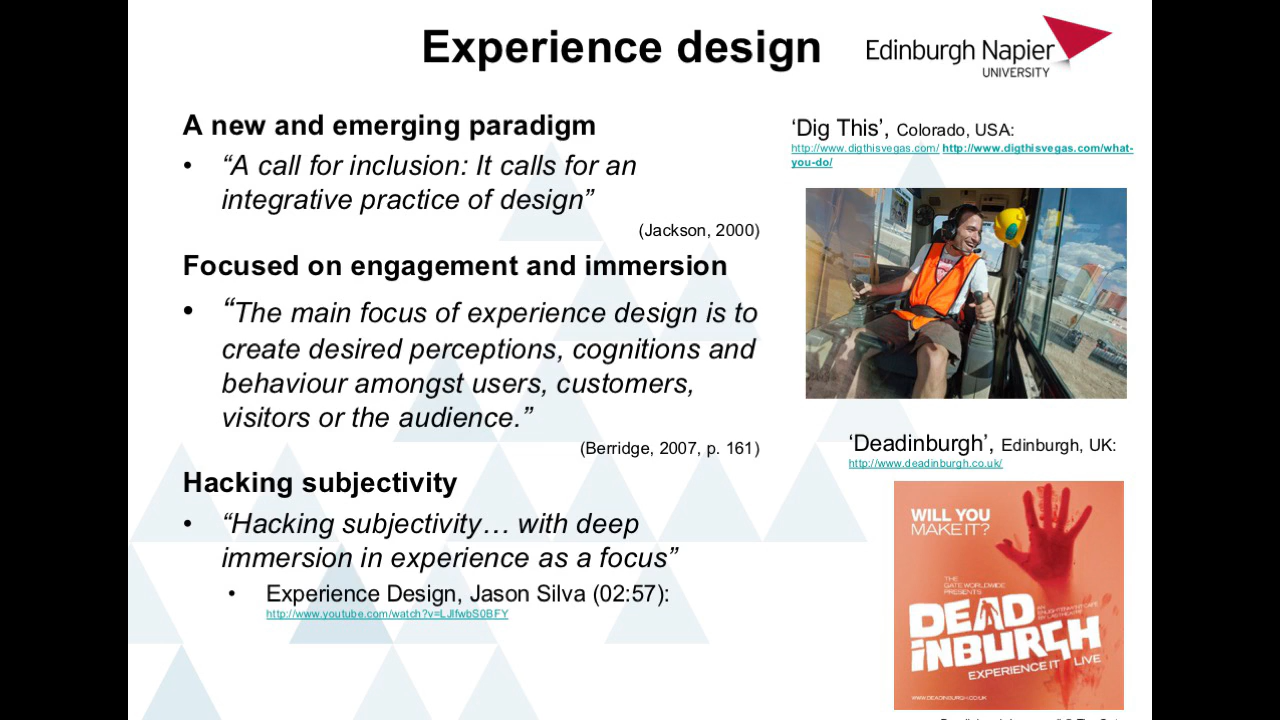 Experience design
Edinburgh Napier
UNIVERSITY
A new and emerging paradigm
• “A call for inclusion: It calls for an
integrative practice of design”
(Jackson, 2000)
Focused on engagement and immersion
• “The main focus of experience design is to
create desired perceptions, cognitions and
behaviour amongst users, customers,
visitors or the audience.”
(Berridge, 2007, p. 161)
Hacking subjectivity
• “Hacking subjectivity… with deep
immersion in experience as a focus”
• Experience Design, Jason Silva (02:57):
http://www.youtube.com/watch?v=LJIfwbS0BFY
‘Dig This’, Colorado, USA:
http://www.digthisvegas.com/ http://www.digthisvegas.com/what-
you-do/
‘Deadinburgh’, Edinburgh, UK:
http://www.deadinburgh.co.uk/
WILL YOU
MAKE IT?
THE
GATE WORLDWIDE
PRESENTS
DEAD
INBURGH
EXPERIENCE IT LIVE
WWW.DEADINBURGH.CO.UK